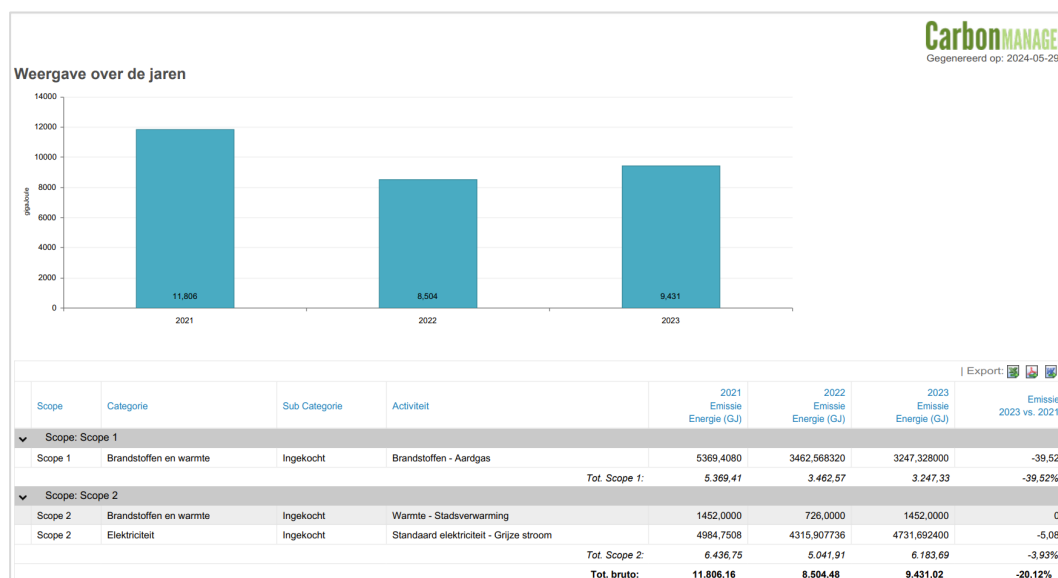 CarbonMANAGE
Gegenereerd op: 2024-05-29
Weergave over de jaren
14000
12000
10000
8000
6000
4000
2000
0
gigaJoule
11,806
8,504
9,431
2021
2022
2023
| Export:
Scope Categorie Sub Categorie Activiteit 2021 Emissie Energie (GJ) 2022 Emissie Energie (GJ) 2023 Emissie Energie (GJ) Emissie 2023 vs. 2021
Scope: Scope 1
Scope 1 Brandstoffen en warmte Ingekocht Brandstoffen - Aardgas 5369,4080 3462,568320 3247,328000 -39,52
Tot. Scope 1: 5.369,41 3.462,57 3.247,33 -39,52%
Scope: Scope 2
Scope 2 Brandstoffen en warmte Ingekocht Warmte - Stadsverwarming 1452,0000 726,0000 1452,0000 0
Scope 2 Elektriciteit Ingekocht Standaard elektriciteit - Grijze stroom 4984,7508 4315,907736 4731,692400 -5,08
Tot. Scope 2: 6.436,75 5.041,91 6.183,69 -3,93%
Tot. bruto: 11.806,16 8.504,48 9.431,02 -20,12%